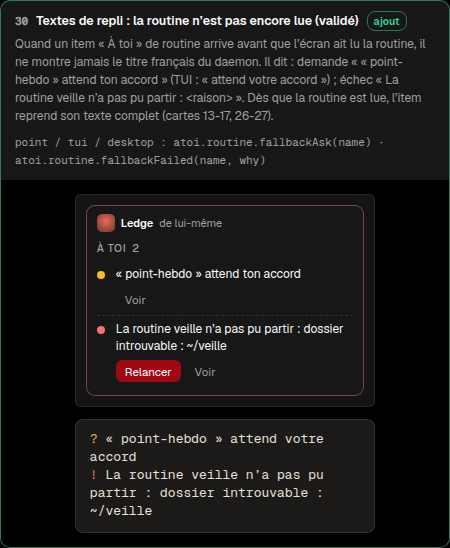 30 Textes de repli : la routine n’est pas encore lue (validé) ajout
Quand un item « À toi » de routine arrive avant que l’écran ait lu la routine, il
ne montre jamais le titre français du daemon. Il dit : demande « « point-
hebdo » attend ton accord » (TUI : « attend votre accord ») ; échec « La
routine veille n’a pas pu partir : <raison> ». Dès que la routine est lue, l’item
reprend son texte complet (cartes 13-17, 26-27).
point / tui / desktop : atoi.routine.fallbackAsk(name) ·
atoi.routine.fallbackFailed(name, why)
Ledge de lui-même
À TOI 2
« point-hebdo » attend ton accord
Voir
La routine veille n’a pas pu partir : dossier
introuvable : ~/veille
Relancer Voir
? « point-hebdo » attend votre
accord
! La routine veille n’a pas pu
partir : dossier introuvable :
~/veille